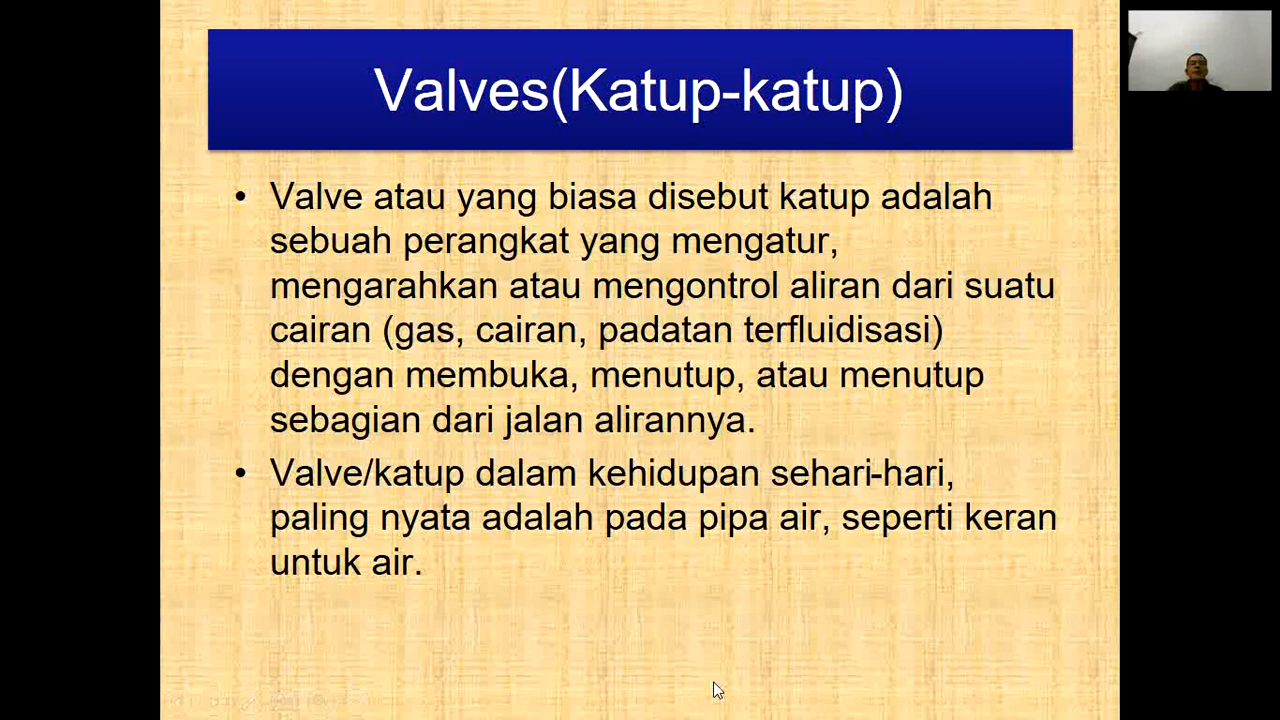 Valves(Katup-katup)
• Valve atau yang biasa disebut katup adalah
sebuah perangkat yang mengatur,
mengarahkan atau mengontrol aliran dari suatu
cairan (gas, cairan, padatan terfluidisasi)
dengan membuka, menutup, atau menutup
sebagian dari jalan alirannya.
• Valve/katup dalam kehidupan sehari-hari,
paling nyata adalah pada pipa air, seperti keran
untuk air.